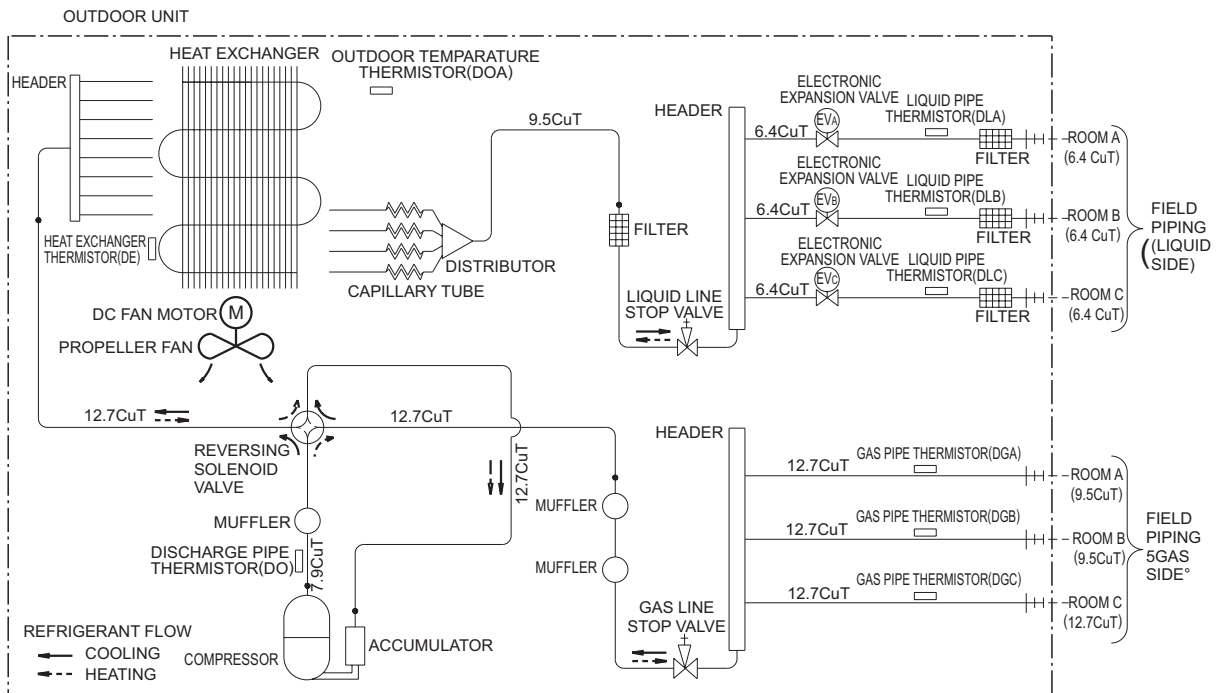 OUTDOOR UNIT
HEAT EXCHANGER
OUTDOOR TEMPARATURE
THERMISTOR(DOA)
HEADER
9.5CuT
HEADER
ELECTRONIC
EXPANSION VALVE
EVA
6.4CuT
LIQUID PIPE
THERMISTOR(DLA)
FILTER
ROOM A
(6.4 CuT)
ELECTRONIC
EXPANSION VALVE
EVB
6.4CuT
LIQUID PIPE
THERMISTOR(DLB)
FILTER
ROOM B
(6.4 CuT)
ELECTRONIC
EXPANSION VALVE
EVC
6.4CuT
LIQUID PIPE
THERMISTOR(DLC)
FILTER
ROOM C
(6.4 CuT)
FIELD
PIPING
(LIQUID
SIDE)
HEAT EXCHANGER
THERMISTOR(DE)
FILTER
DISTRIBUTOR
CAPILLARY TUBE
LIQUID LINE
STOP VALVE
DC FAN MOTOR
M
PROPELLER FAN
12.7CuT
12.7CuT
REVERSING
SOLENOID
VALVE
12.7CuT
MUFFLER
DISCHARGE PIPE
THERMISTOR(DO)
7.9CuT
MUFFLER
MUFFLER
HEADER
12.7CuT
GAS PIPE THERMISTOR(DGA)
ROOM A
(9.5CuT)
12.7CuT
GAS PIPE THERMISTOR(DGB)
ROOM B
(9.5CuT)
12.7CuT
GAS PIPE THERMISTOR(DGC)
ROOM C
(12.7CuT)
FIELD
PIPING
5GAS
SIDE°
GAS LINE
STOP VALVE
ACCUMULATOR
COMPRESSOR
REFRIGERANT FLOW
COOLING
HEATING